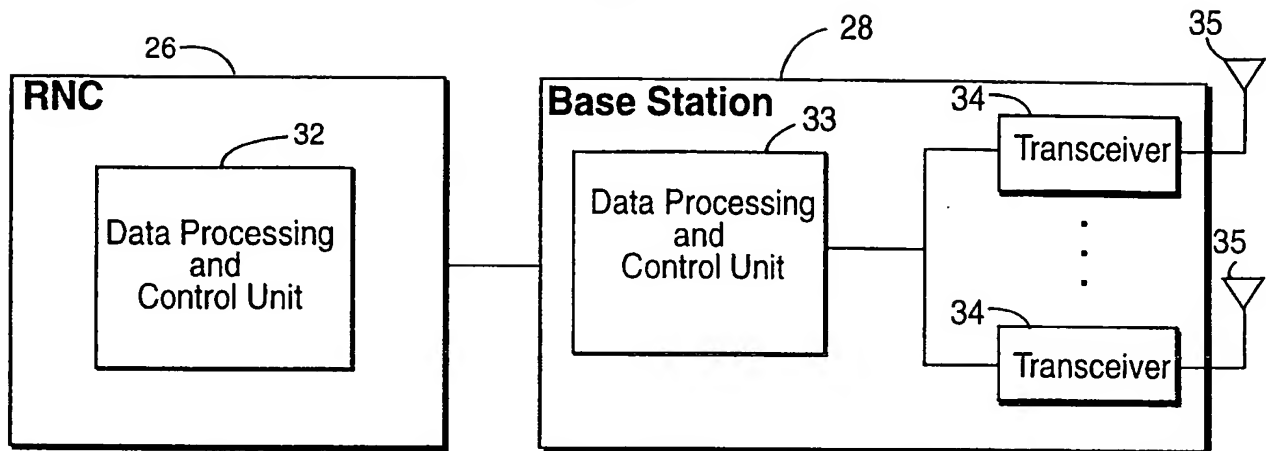 26
28
35
RNC
Base Station
34
32
33
Transceiver
Data Processing
and
Control Unit
Data Processing
and
Control Unit
35
34
Transceiver